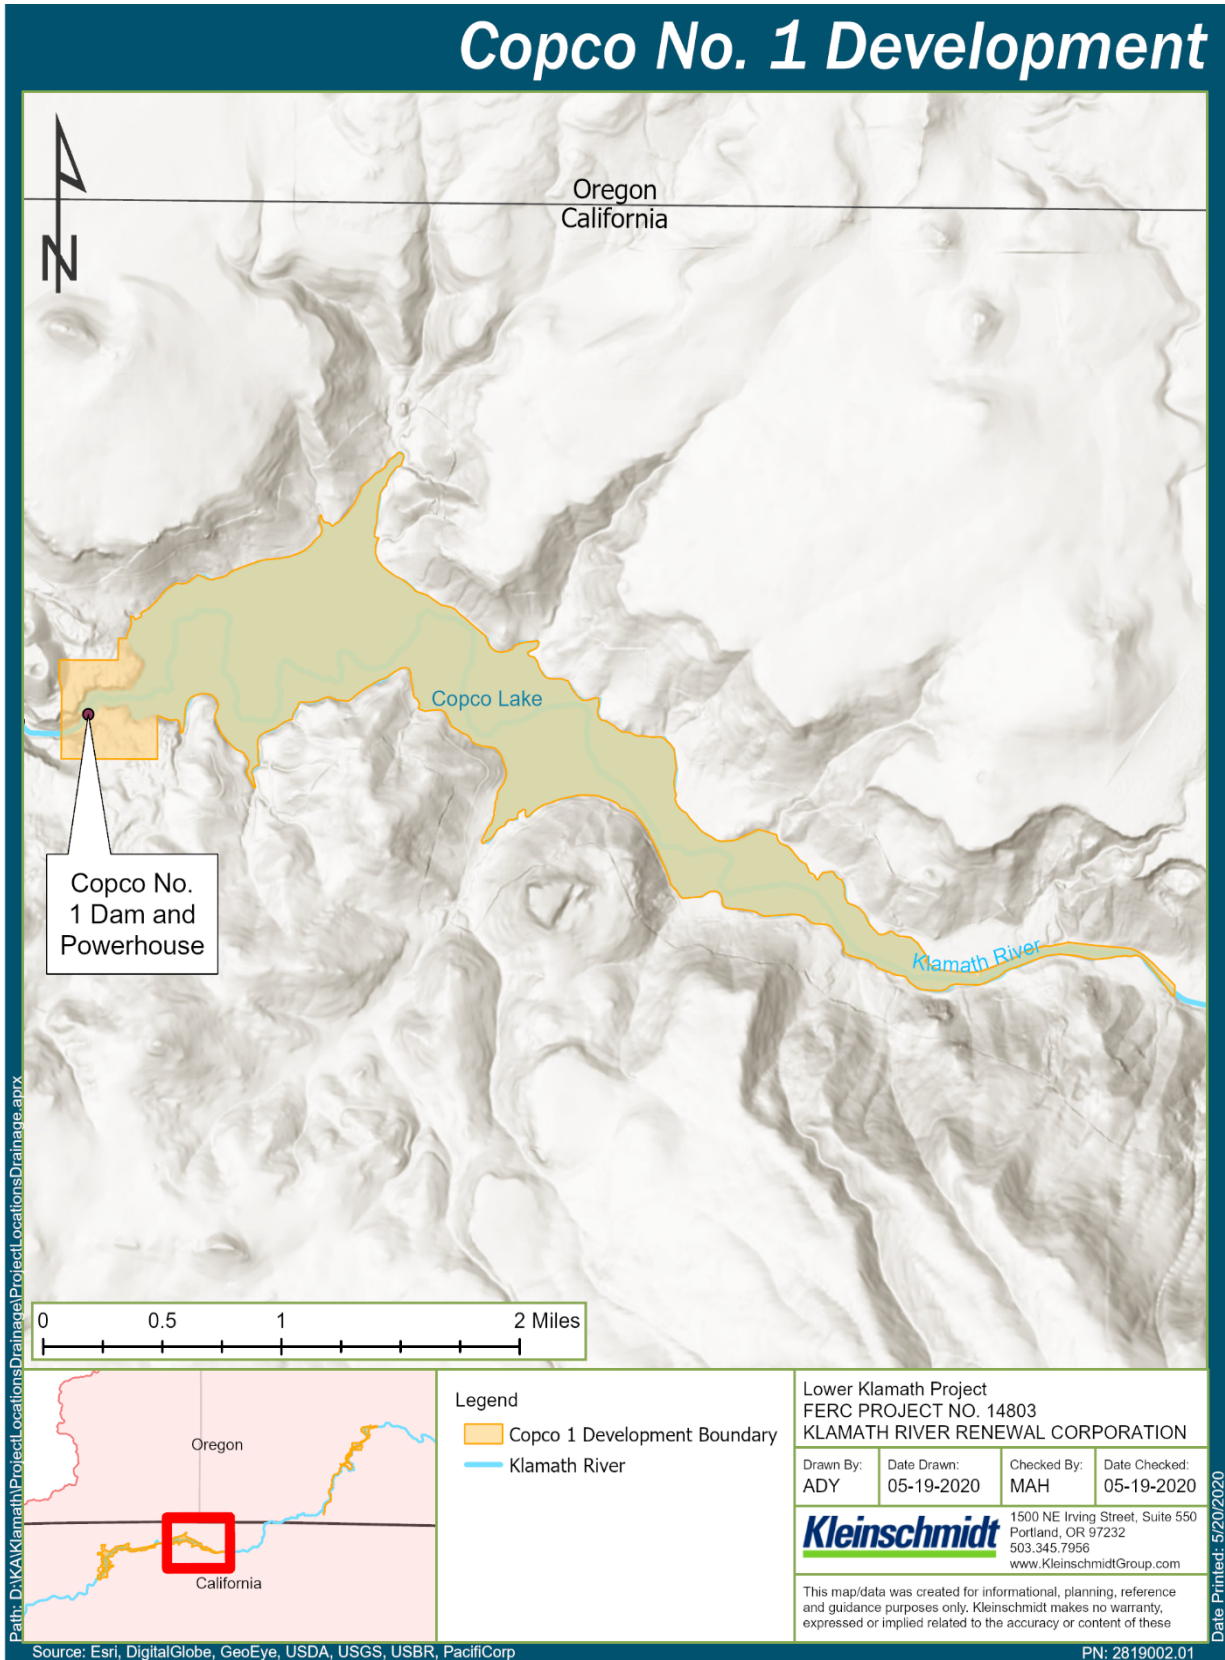 Copco No. 1 Development
Oregon
California
N
Copco Lake
Copco No.
1 Dam and
Powerhouse
Klamath River
0 0.5 1 2 Miles
Oregon
California
Legend
Copco 1 Development Boundary
Klamath River
Lower Klamath Project
FERC PROJECT NO. 14803
KLAMATH RIVER RENEWAL CORPORATION
Drawn By:
ADY
Date Drawn:
05-19-2020
Checked By:
MAH
Date Checked:
05-19-2020
Kleinschmidt
1500 NE Irving Street, Suite 550
Portland, OR 97232
503.345.7956
www.KleinschmidtGroup.com
This map/data was created for informational, planning, reference
and guidance purposes only. Kleinschmidt makes no warranty,
expressed or implied related to the accuracy or content of these
Path: D:\KA\Klamath\ProjectLocationsDrainage\ProjectLocationsDrainage.aprx
Date Printed: 5/20/2020
Source: Esri, DigitalGlobe, GeoEye, USDA, USGS, USBR, PacifiCorp
PN: 2819002.01